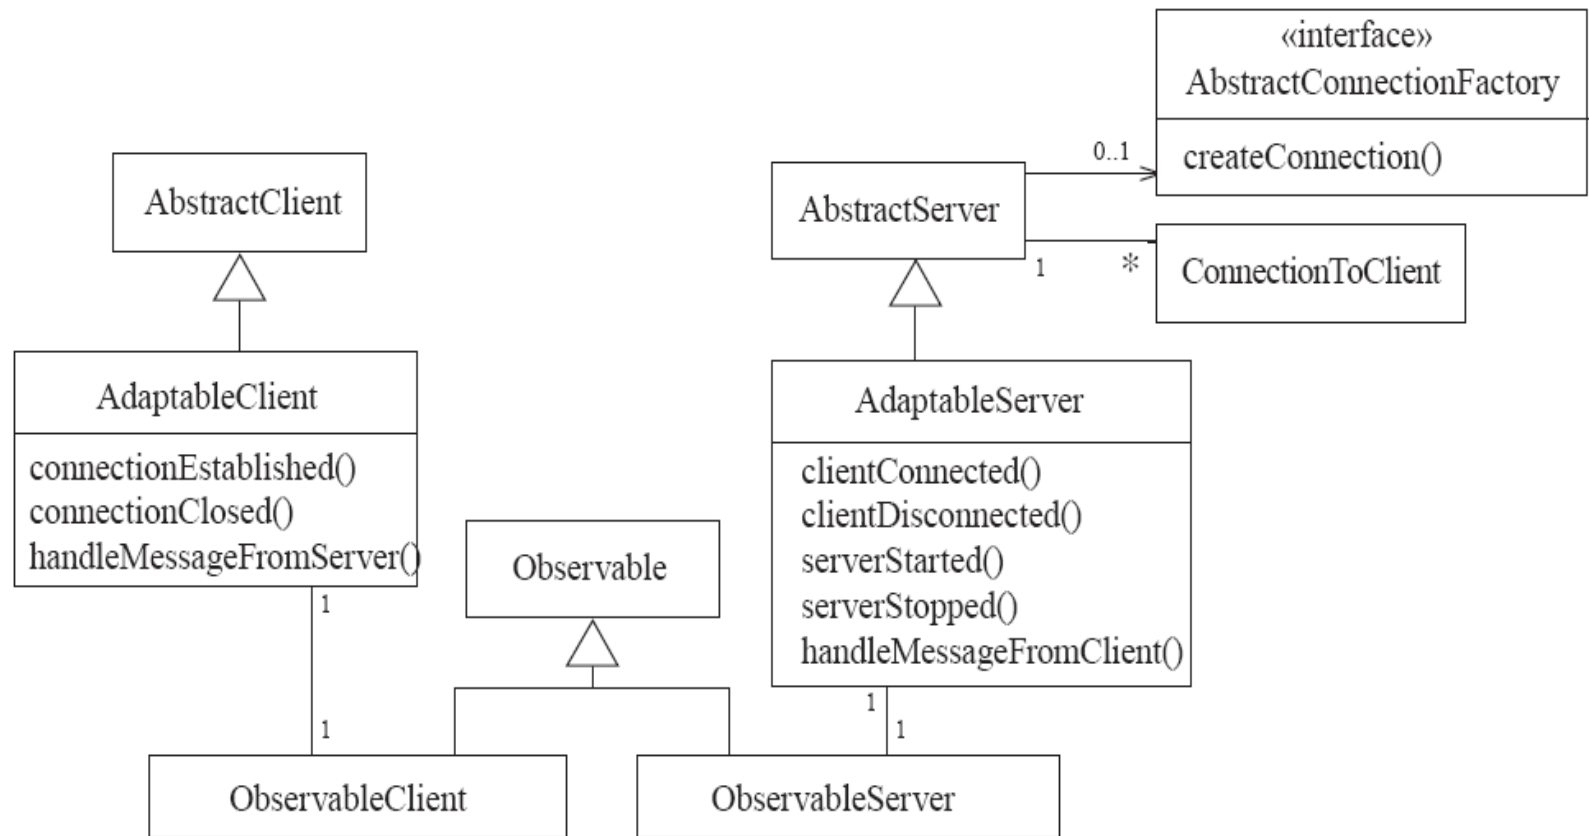 «interface»
AbstractConnectionFactory
createConnection()
0..1
AbstractClient
AbstractServer
1
*
ConnectionToClient
AdaptableClient
connectionEstablished()
connectionClosed()
handleMessageFromServer()
1
1
AdaptableServer
clientConnected()
clientDisconnected()
serverStarted()
serverStopped()
handleMessageFromClient()
1
1
Observable
ObservableClient
ObservableServer